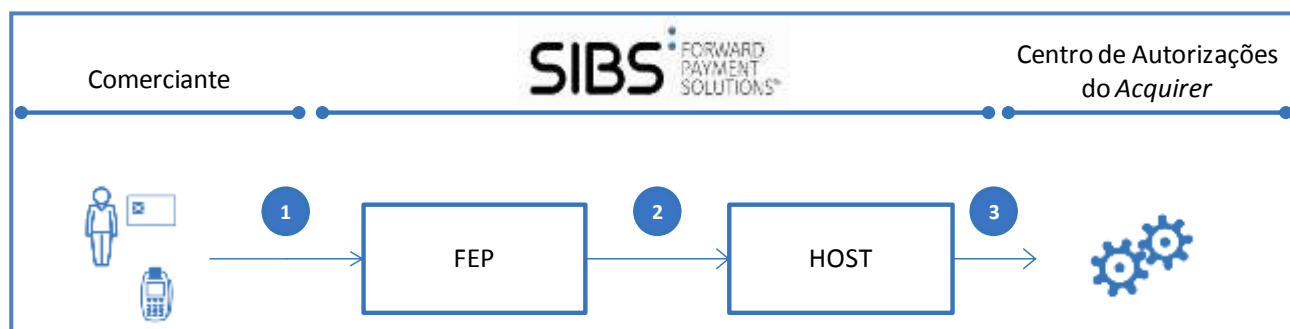 Comerciante
SIBS FORWARD
PAYMENT
SOLUTIONS
Centro de Autorizações
do Acquirer
1
2
3
FEP
HOST